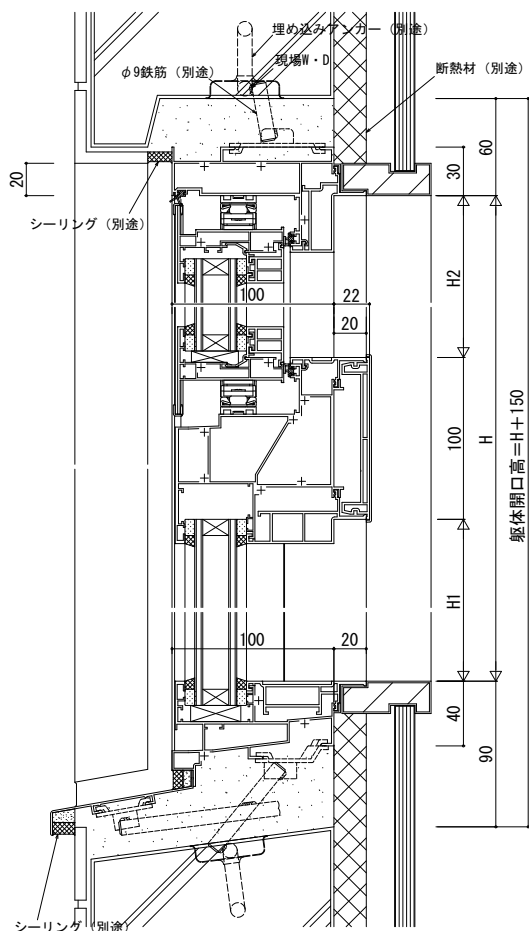 埋め込みアンカー（別途）
φ9鉄筋（別途）
現場W・D
断熱材（別途）
シーリング（別途）
20
30
60
100
22
20
H2
100
H
躯体開口高＝H＋150
H1
100
20
40
90
シーリング（別途）